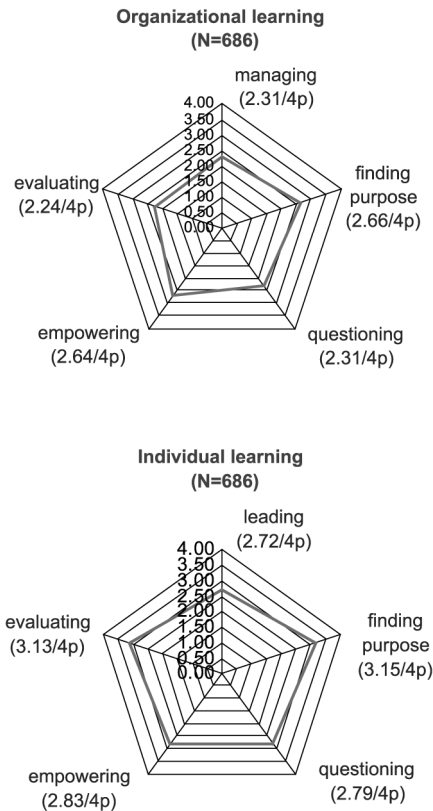 Organizational learning
(N=686)
managing
(2.31/4p)
4.00
3.50
3.00
2.50
2.00
1.50
1.00
0.50
0.00
finding
purpose
(2.66/4p)
evaluating
(2.24/4p)
empowering
(2.64/4p)
questioning
(2.31/4p)
Individual learning
(N=686)
leading
(2.72/4p)
4.00
3.50
3.00
2.50
2.00
1.50
1.00
0.50
0.00
finding
purpose
(3.15/4p)
evaluating
(3.13/4p)
empowering
(2.83/4p)
questioning
(2.79/4p)